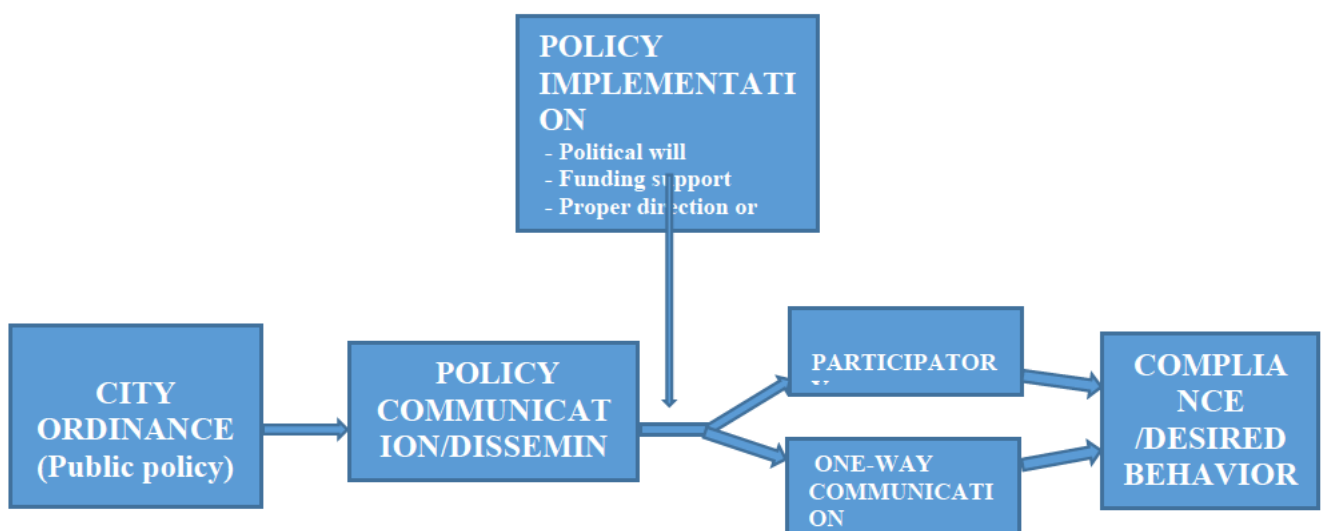 POLICY
IMPLEMENTATI
ON
- Political will
- Funding support
- Proper direction or
CITY
ORDINANCE
(Public policy)
POLICY
COMMUNICAT
ION/DISSEMIN
PARTICIPATOR
ONE-WAY
COMMUNICATI
ON
COMPLIA
NCE
/DESIRED
BEHAVIOR